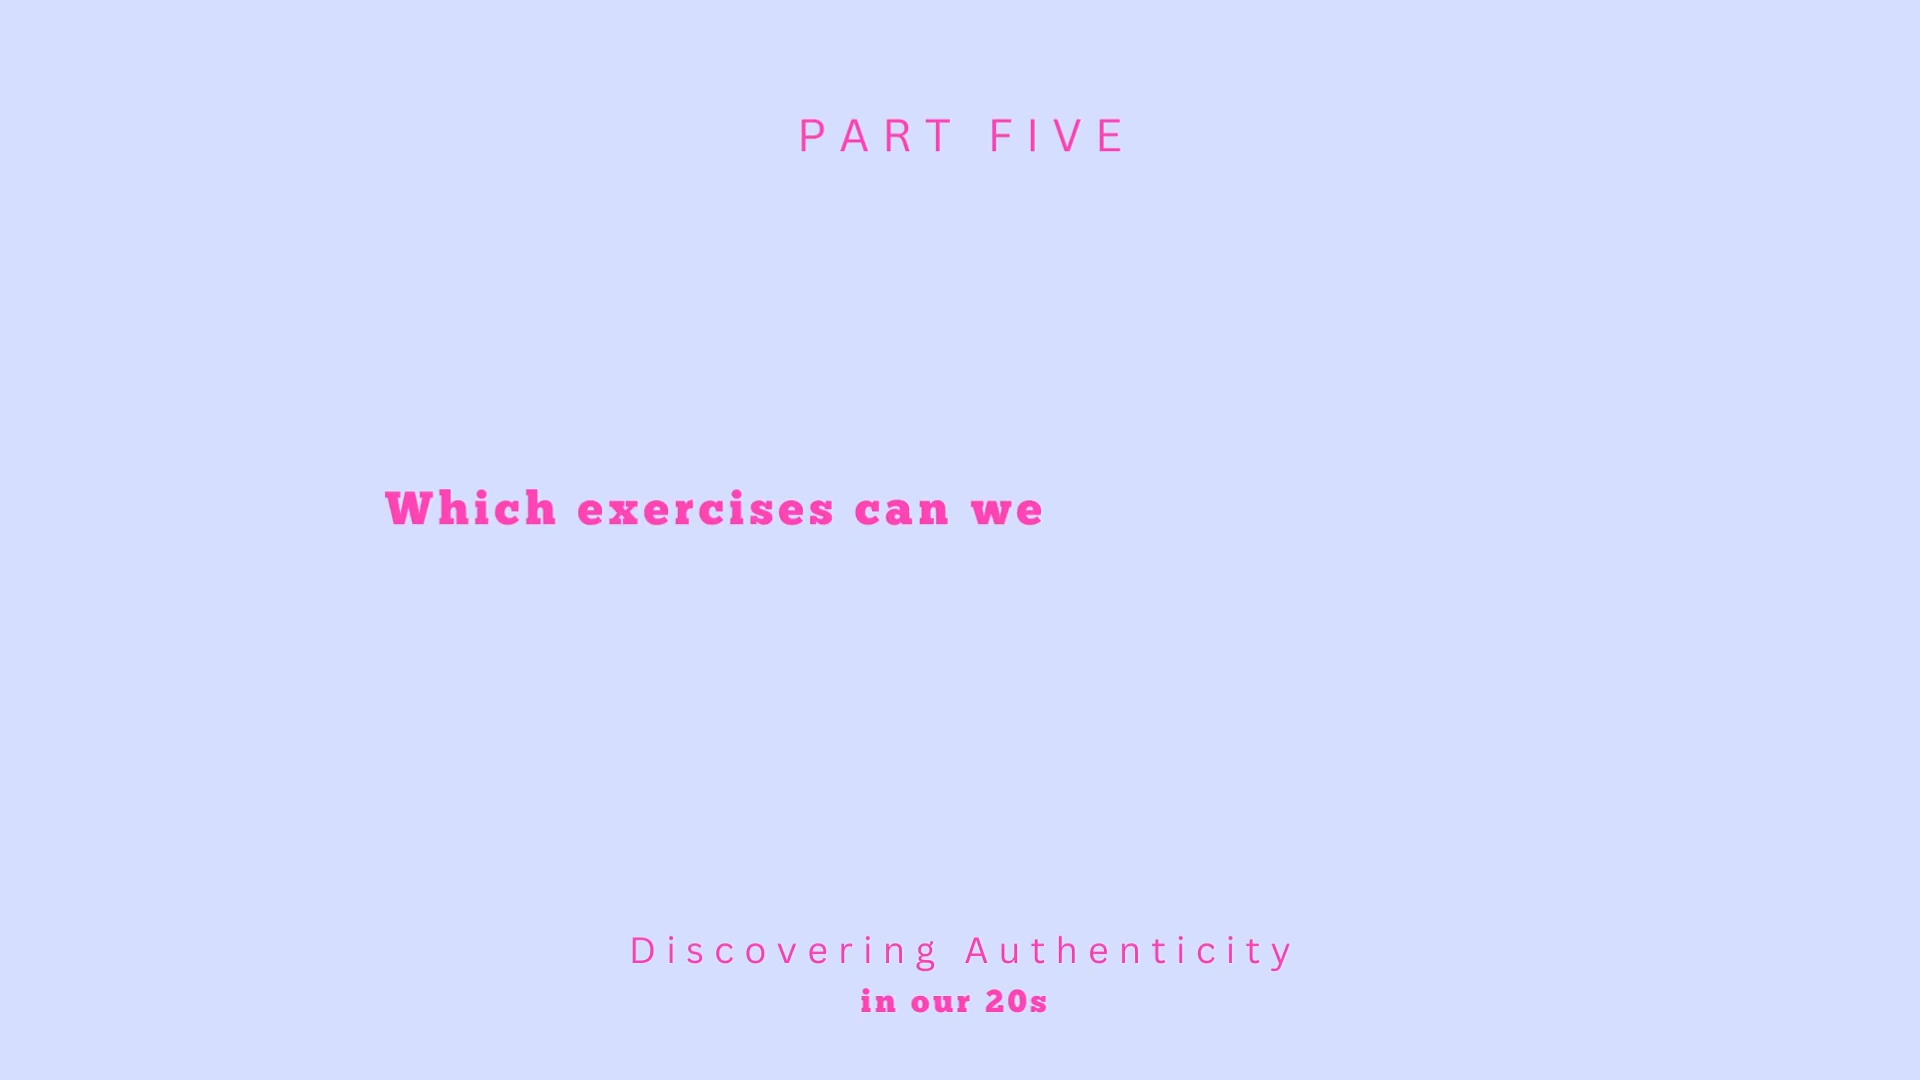 PART FIVE
Which exercises can we
Discovering Authenticity
in our 20s